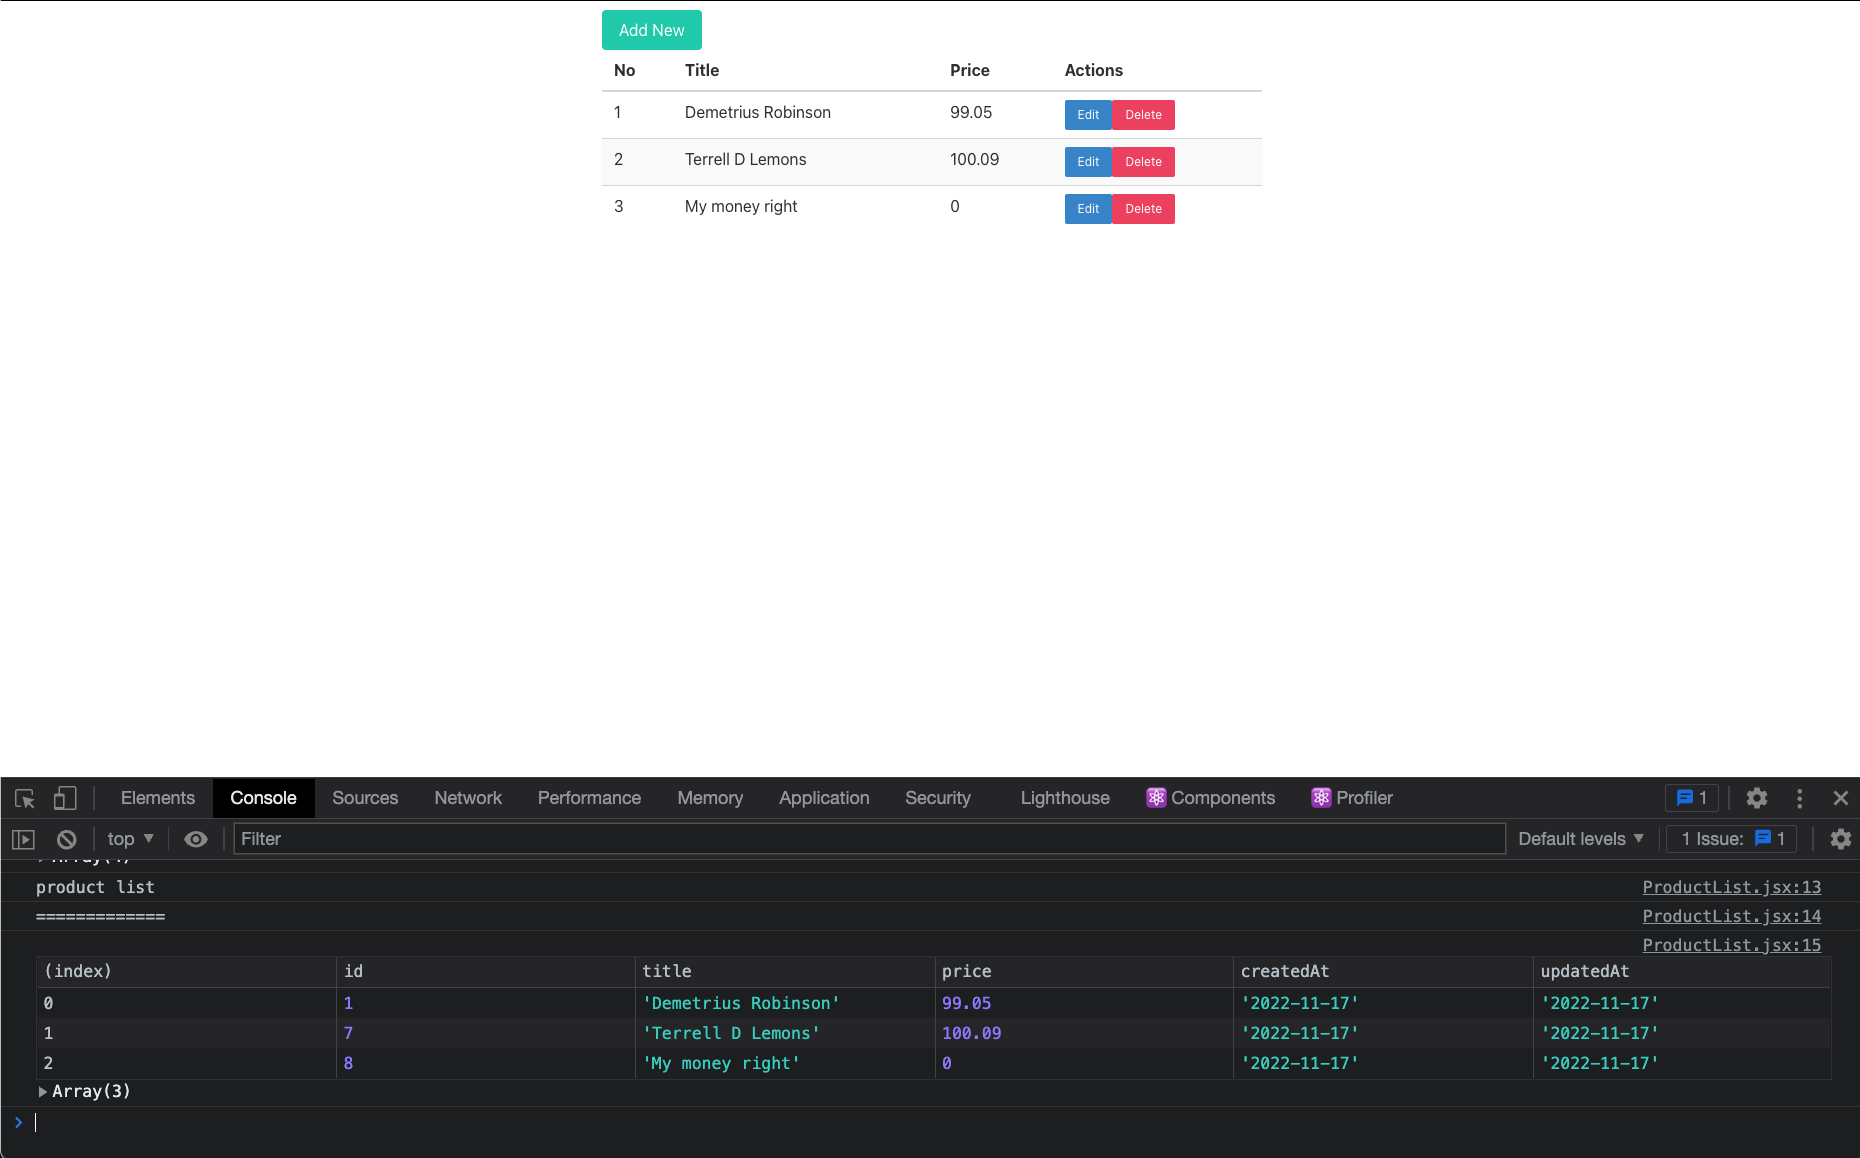 Add New
No Title Price Actions
1 Demetrius Robinson 99.05 Edit Delete
2 Terrell D Lemons 100.09 Edit Delete
3 My money right 0 Edit Delete
Elements Console Sources Network Performance Memory Application Security Lighthouse Components Profiler 1
top Filter Default levels 1 Issue: 1
product list ProductList.jsx:13
============= ProductList.jsx:14
ProductList.jsx:15
(index) id title price createdAt updatedAt
0 1 'Demetrius Robinson' 99.05 '2022-11-17' '2022-11-17'
1 7 'Terrell D Lemons' 100.09 '2022-11-17' '2022-11-17'
2 8 'My money right' 0 '2022-11-17' '2022-11-17'
Array(3)